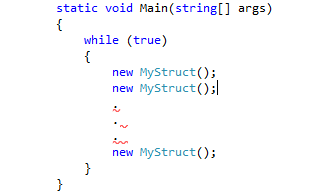 static void Main(string[] args)
{
while (true)
{
new MyStruct();
new MyStruct();
.
.
.
new MyStruct();
}
}